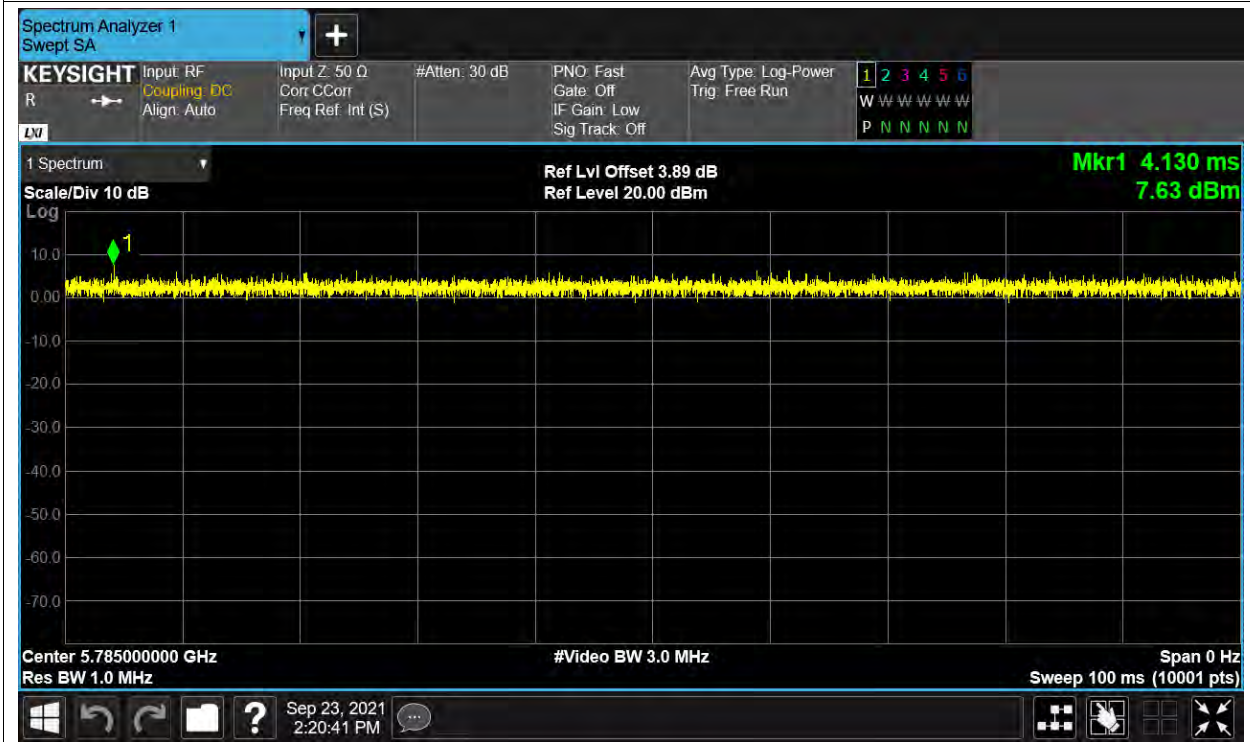 Spectrum Analyzer 1
Swept SA
KEYSIGHT
R
LXI
Input: RF
Coupling: DC
Align: Auto
Input Z: 50 Ω
Corr CCorr
Freq Ref: Int (S)
#Atten: 30 dB
PNO: Fast
Gate: Off
IF Gain: Low
Sig Track: Off
Avg Type: Log-Power
Trig: Free Run
1 2 3 4 5 6
W W W W W W
P N N N N N
1 Spectrum
Scale/Div 10 dB
Ref Lvl Offset 3.89 dB
Ref Level 20.00 dBm
Mkr1 4.130 ms
7.63 dBm
Log
1
10.0
0.00
-10.0
-20.0
-30.0
-40.0
-50.0
-60.0
-70.0
Center 5.785000000 GHz
#Video BW 3.0 MHz
Span 0 Hz
Res BW 1.0 MHz
Sweep 100 ms (10001 pts)
?
Sep 23, 2021
2:20:41 PM